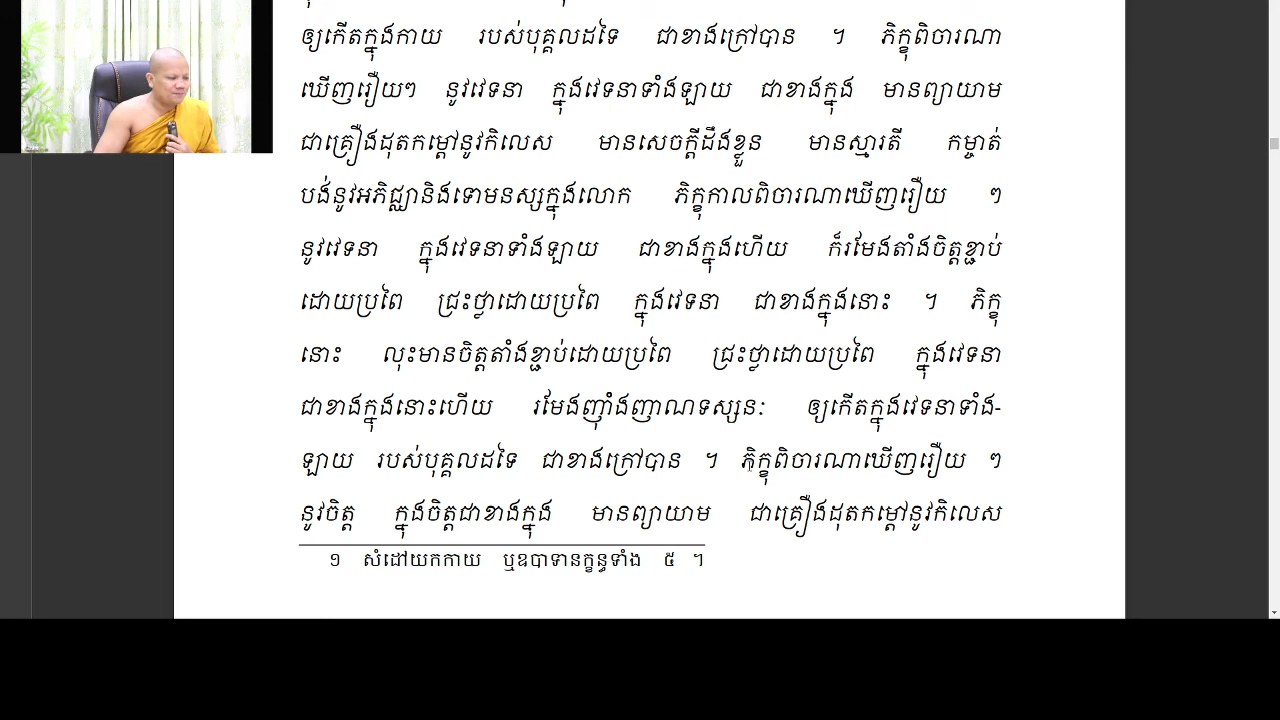 ឲ្យកើតក្នុងកាយ របស់បុគ្គលដទៃ ជាខាងក្រៅបាន ។ ភិក្ខុពិចារណា
ឃើញរឿយៗ នូវវេទនា ក្នុងវេទនាទាំងឡាយ ជាខាងក្នុង មានព្យាយាម
ជាគ្រឿងដុតកម្តៅនូវកិលេស មានសេចក្តីដឹងខ្លួន មានស្មារតី កម្ចាត់
បង់នូវអភិជ្ឈានិងទោមនស្សក្នុងលោក ភិក្ខុកាលពិចារណាឃើញរឿយ ៗ
នូវវេទនា ក្នុងវេទនាទាំងឡាយ ជាខាងក្នុងហើយ ក៏រមែងតាំងចិត្តខ្ជាប់
ដោយប្រពៃ ជ្រះថ្លាដោយប្រពៃ ក្នុងវេទនា ជាខាងក្នុងនោះ ។ ភិក្ខុ
នោះ លុះមានចិត្តតាំងខ្ជាប់ដោយប្រពៃ ជ្រះថ្លាដោយប្រពៃ ក្នុងវេទនា
ជាខាងក្នុងនោះហើយ រមែងញ៉ាំងញាណទស្សនៈ ឲ្យកើតក្នុងវេទនាទាំង-
ឡាយ របស់បុគ្គលដទៃ ជាខាងក្រៅបាន ។ ភិក្ខុពិចារណាឃើញរឿយ ៗ
នូវចិត្ត ក្នុងចិត្តជាខាងក្នុង មានព្យាយាម ជាគ្រឿងដុតកម្តៅនូវកិលេស
១ សំដៅយកកាយ ឬឧបាទានក្ខន្ធទាំង ៥ ។